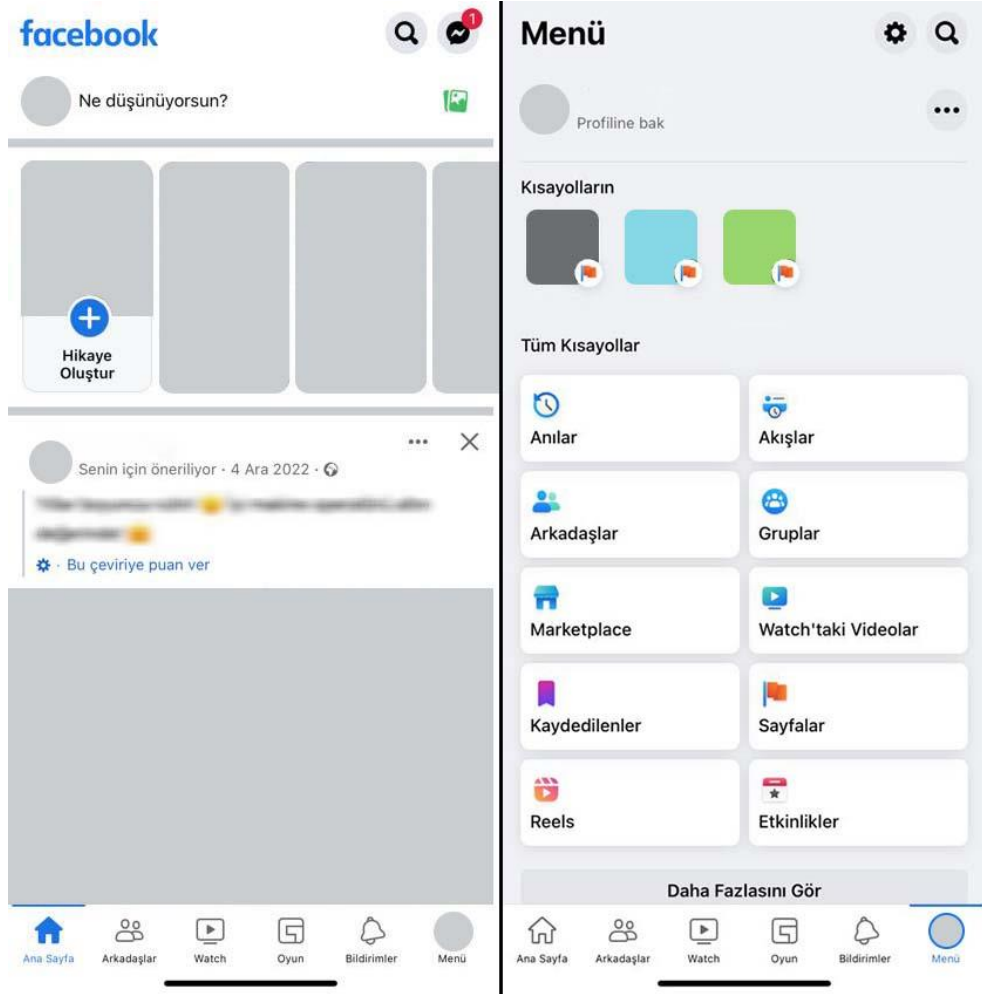 facebook
1
Ne düşünüyorsun?
Hikaye
Oluştur
Senin için öneriliyor · 4 Ara 2022 ·
· Bu çeviriye puan ver
Ana Sayfa
Arkadaşlar
Watch
Oyun
Bildirimler
Menü
Menü
Profiline bak
Kısayolların
Tüm Kısayollar
Anılar
Akışlar
Arkadaşlar
Gruplar
Marketplace
Watch'taki Videolar
Kaydedilenler
Sayfalar
Reels
Etkinlikler
Daha Fazlasını Gör
Ana Sayfa
Arkadaşlar
Watch
Oyun
Bildirimler
Menü